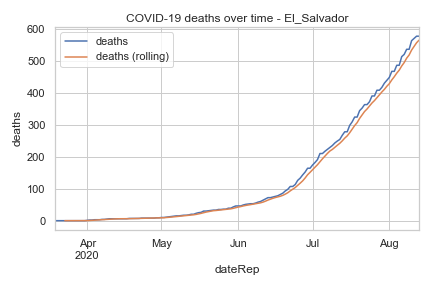 COVID-19 deaths over time - El_Salvador
deaths
deaths (rolling)
600
500
400
300
200
100
0
deaths
Apr
2020
May
Jun
Jul
Aug
dateRep